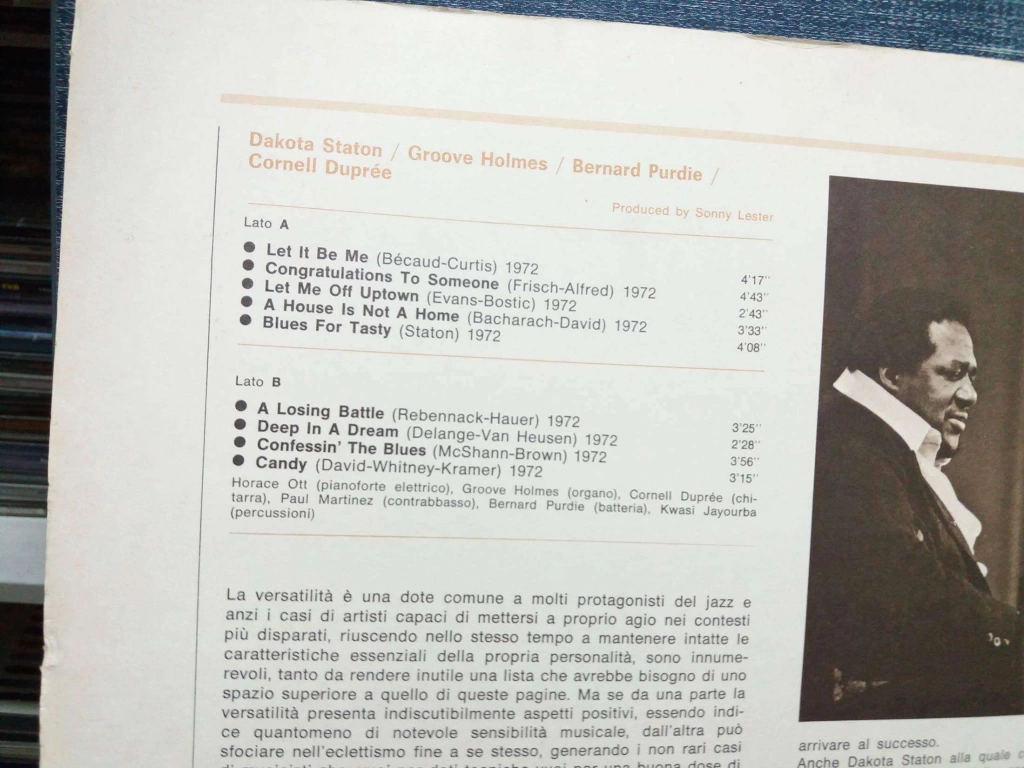 Dakota Staton / Groove Holmes / Bernard Purdie /
Cornell Duprée
Produced by Sonny Lester
Lato A
● Let It Be Me (Bécaud-Curtis) 1972 4'17''
● Congratulations To Someone (Frisch-Alfred) 1972 4'43''
● Let Me Off Uptown (Evans-Bostic) 1972 2'43''
● A House Is Not A Home (Bacharach-David) 1972 3'33''
● Blues For Tasty (Staton) 1972 4'08''
Lato B
● A Losing Battle (Rebennack-Hauer) 1972 3'25''
● Deep In A Dream (Delange-Van Heusen) 1972 2'28''
● Confessin' The Blues (McShann-Brown) 1972 3'56''
● Candy (David-Whitney-Kramer) 1972 3'15''
Horace Ott (pianoforte elettrico), Groove Holmes (organo), Cornell Duprée (chi-
tarra), Paul Martinez (contrabbasso), Bernard Purdie (batteria), Kwasi Jayourba
(percussioni)
La versatilità è una dote comune a molti protagonisti del jazz e
anzi i casi di artisti capaci di mettersi a proprio agio nei contesti
più disparati, riuscendo nello stesso tempo a mantenere intatte le
caratteristiche essenziali della propria personalità, sono innume-
revoli, tanto da rendere inutile una lista che avrebbe bisogno di uno
spazio superiore a quello di queste pagine. Ma se da una parte la
versatilità presenta indiscutibilmente aspetti positivi, essendo indi-
ce quantomeno di notevole sensibilità musicale, dall'altra può
sfociare nell'eclettismo fine a se stesso, generando i non rari casi
arrivare al successo.
Anche Dakota Staton alla quale